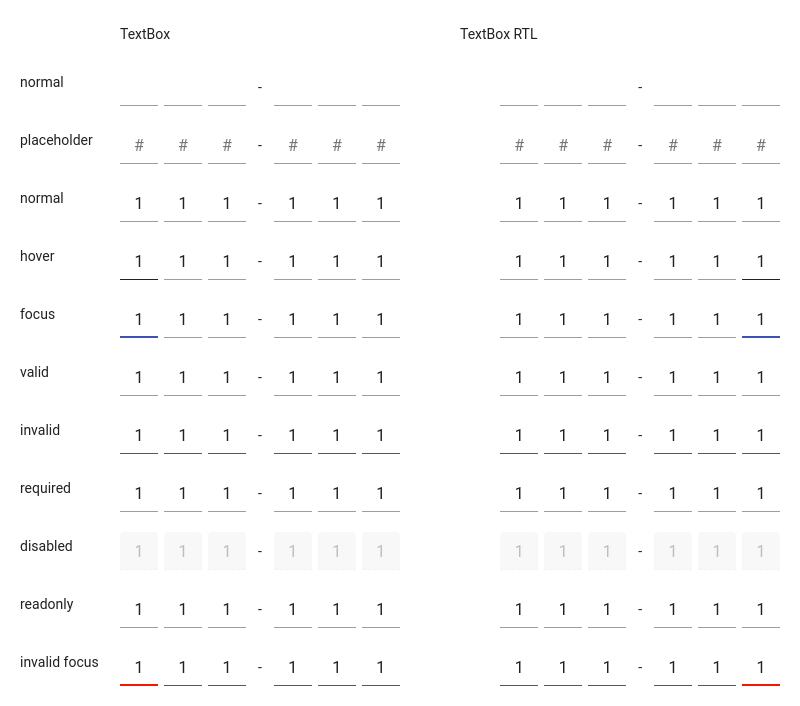 TextBox TextBox RTL
normal - -
placeholder # # # - # # # # # # - # # #
normal 1 1 1 - 1 1 1 1 1 1 - 1 1 1
hover 1 1 1 - 1 1 1 1 1 1 - 1 1 1
focus 1 1 1 - 1 1 1 1 1 1 - 1 1 1
valid 1 1 1 - 1 1 1 1 1 1 - 1 1 1
invalid 1 1 1 - 1 1 1 1 1 1 - 1 1 1
required 1 1 1 - 1 1 1 1 1 1 - 1 1 1
disabled 1 1 1 - 1 1 1 1 1 1 - 1 1 1
readonly 1 1 1 - 1 1 1 1 1 1 - 1 1 1
invalid focus 1 1 1 - 1 1 1 1 1 1 - 1 1 1